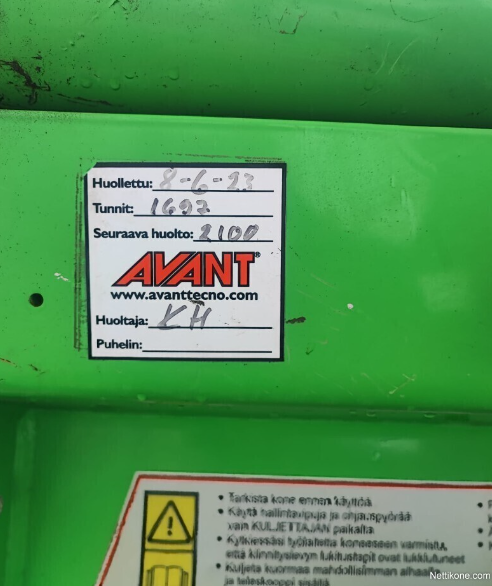 Huollettu: 8-6-23
Tunnit: 1697
Seuraava huolto: 2100
AVANT®
www.avanttecno.com
Huoltaja: KH
Puhelin:
• Tarkista kone ennen käyttöä
• Käytä hallintavipuja ja ohjauspyörää
vain KULJETTAJAN paikalta
• Kytkiessäsi työlaitetta koneeseen varmista,
että kiinnityslevyn lukitustapit ovat lukkiutuneet
• Kuljeta kuormaa mahdollisimman alhaalla
ja teleskooppi sisällä
Nettikone.com